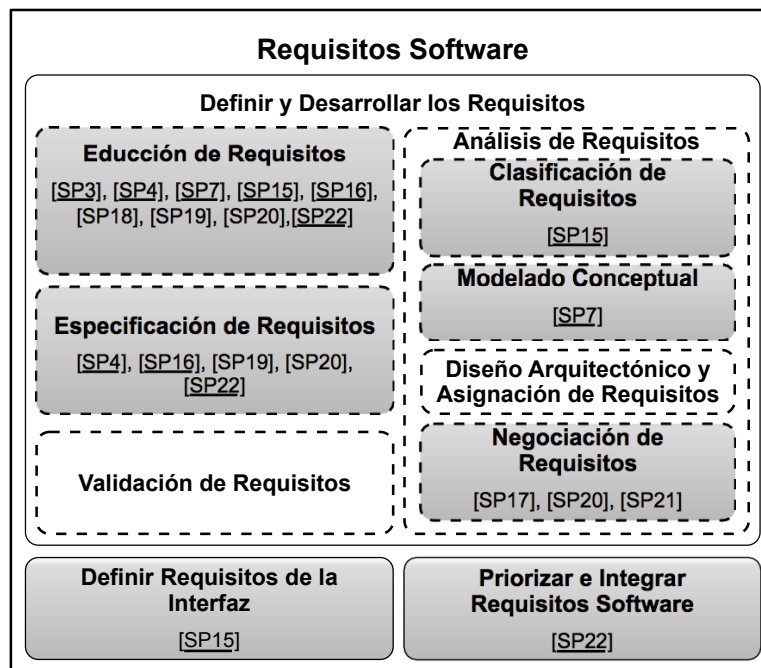 Requisitos Software
Definir y Desarrollar los Requisitos
Educción de Requisitos
[SP3], [SP4], [SP7], [SP15], [SP16],
[SP18], [SP19], [SP20],[SP22]
Especificación de Requisitos
[SP4], [SP16], [SP19], [SP20],
[SP22]
Validación de Requisitos
Análisis de Requisitos
Clasificación de
Requisitos
[SP15]
Modelado Conceptual
[SP7]
Diseño Arquitectónico y
Asignación de Requisitos
Negociación de
Requisitos
[SP17], [SP20], [SP21]
Definir Requisitos de la
Interfaz
[SP15]
Priorizar e Integrar
Requisitos Software
[SP22]